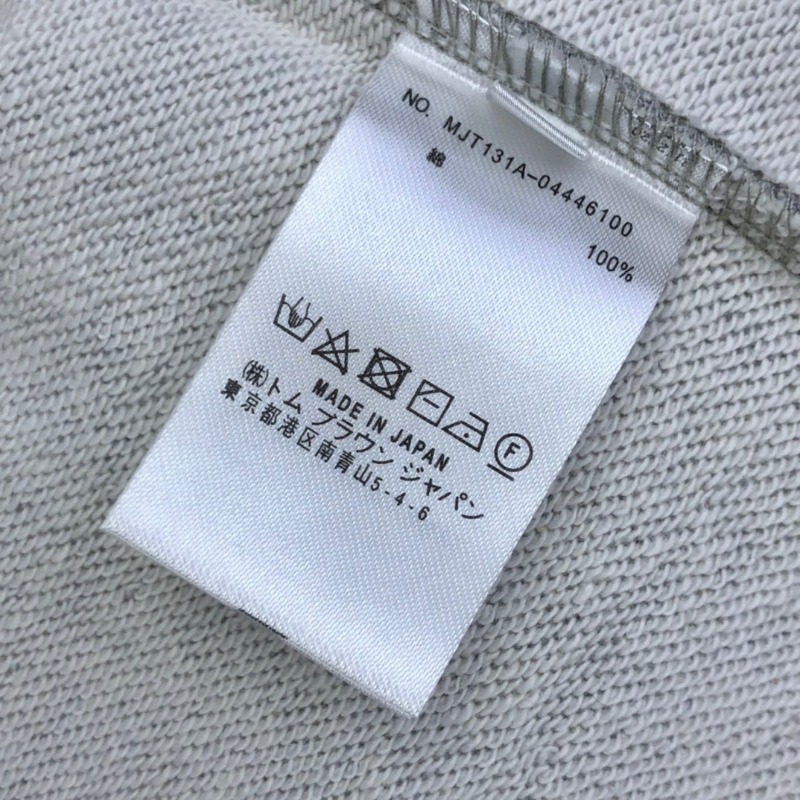 NO. MJT131A-04446100
綿 100%
F
MADE IN JAPAN
(株)トム ブラウン ジャパン
東京都港区南青山5-4-6